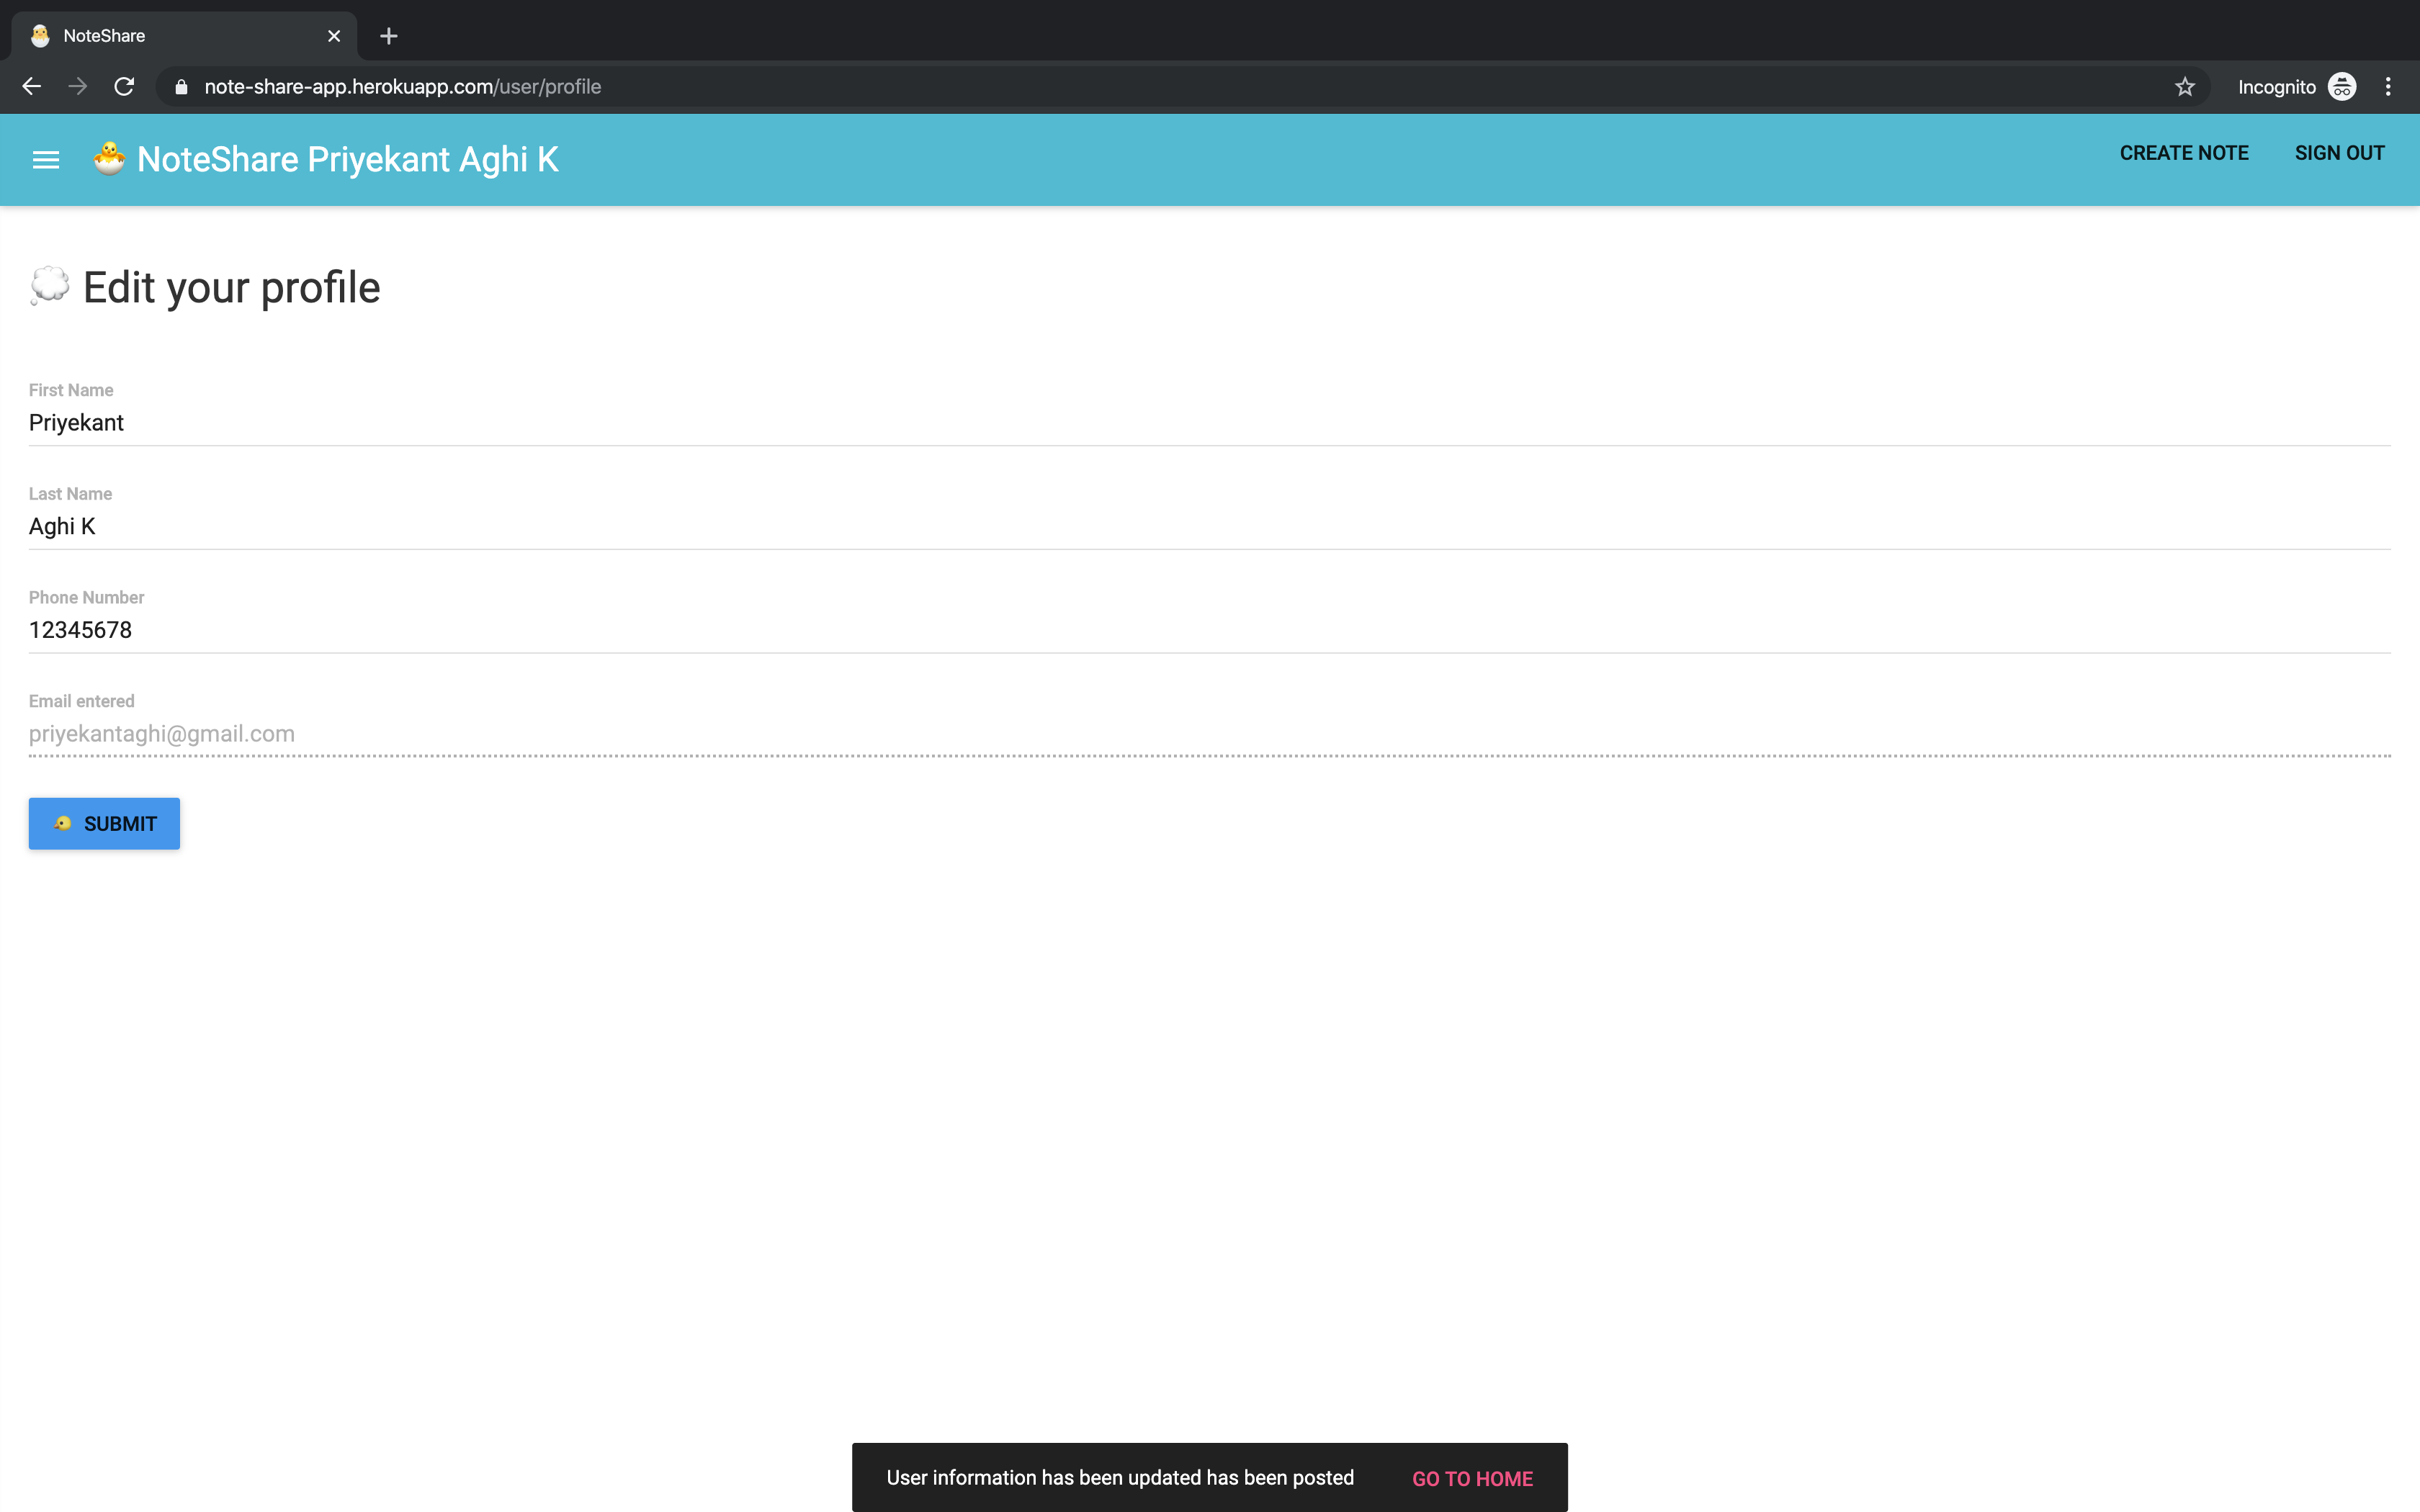 NoteShare
note-share-app.herokuapp.com/user/profile
Incognito
NoteShare Priyekant Aghi K
CREATE NOTE
SIGN OUT
Edit your profile
First Name
Priyekant
Last Name
Aghi K
Phone Number
12345678
Email entered
priyekantaghi@gmail.com
SUBMIT
User information has been updated has been posted
GO TO HOME